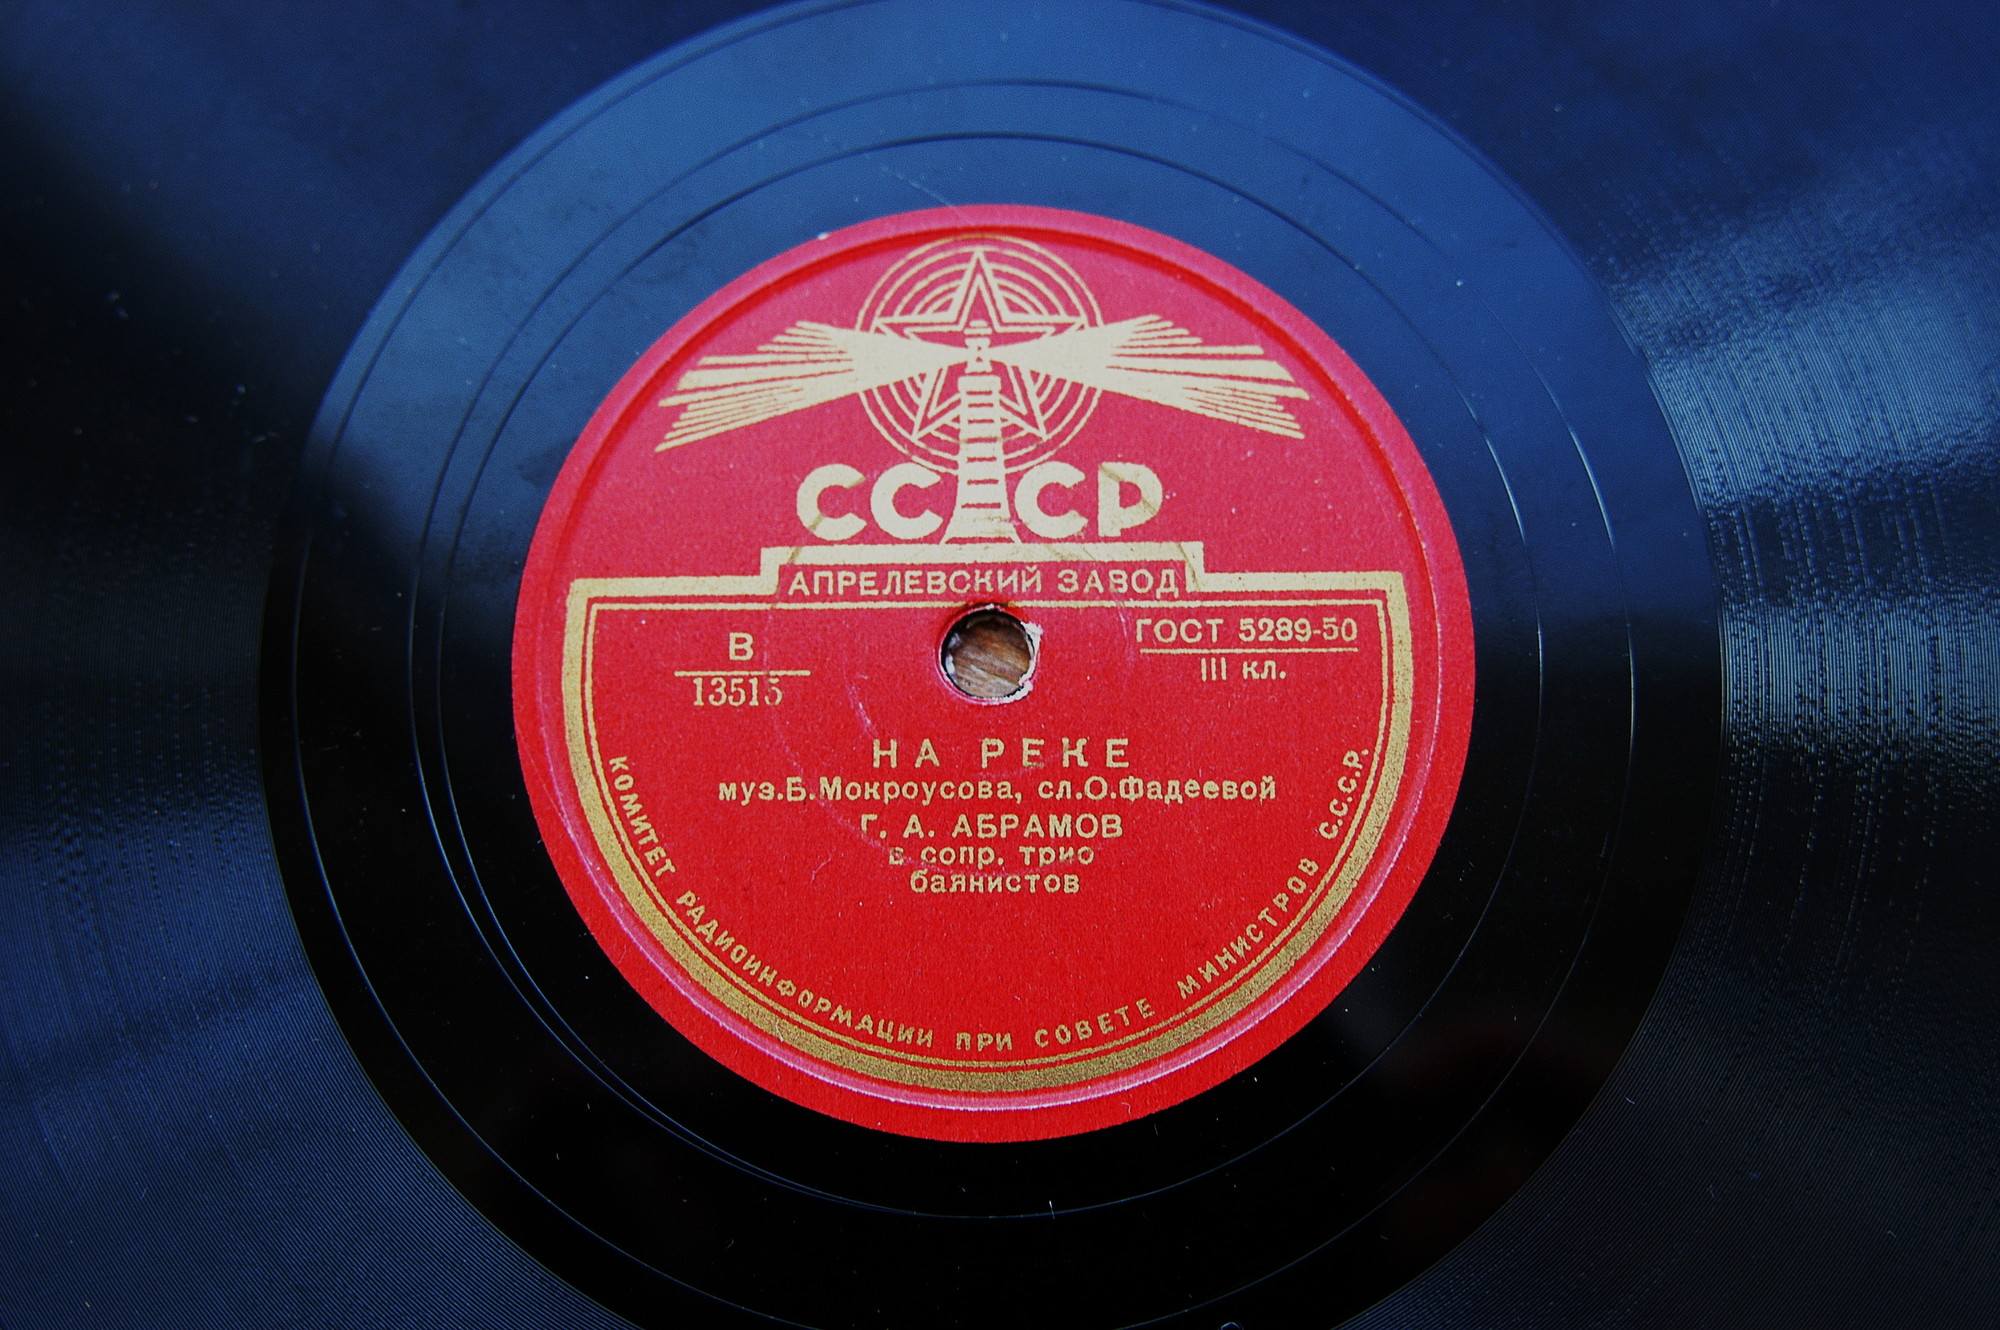 СССР
АПРЕЛЕВСКИЙ ЗАВОД
В
13515
ГОСТ 5289-50
III кл.
НА РЕКЕ
муз.Б.Мокроусова, сл.О.Фадеевой
Г. А. АБРАМОВ
в сопр. трио
баянистов
КОМИТЕТ РАДИОИНФОРМАЦИИ ПРИ СОВЕТЕ МИНИСТРОВ С.С.С.Р.